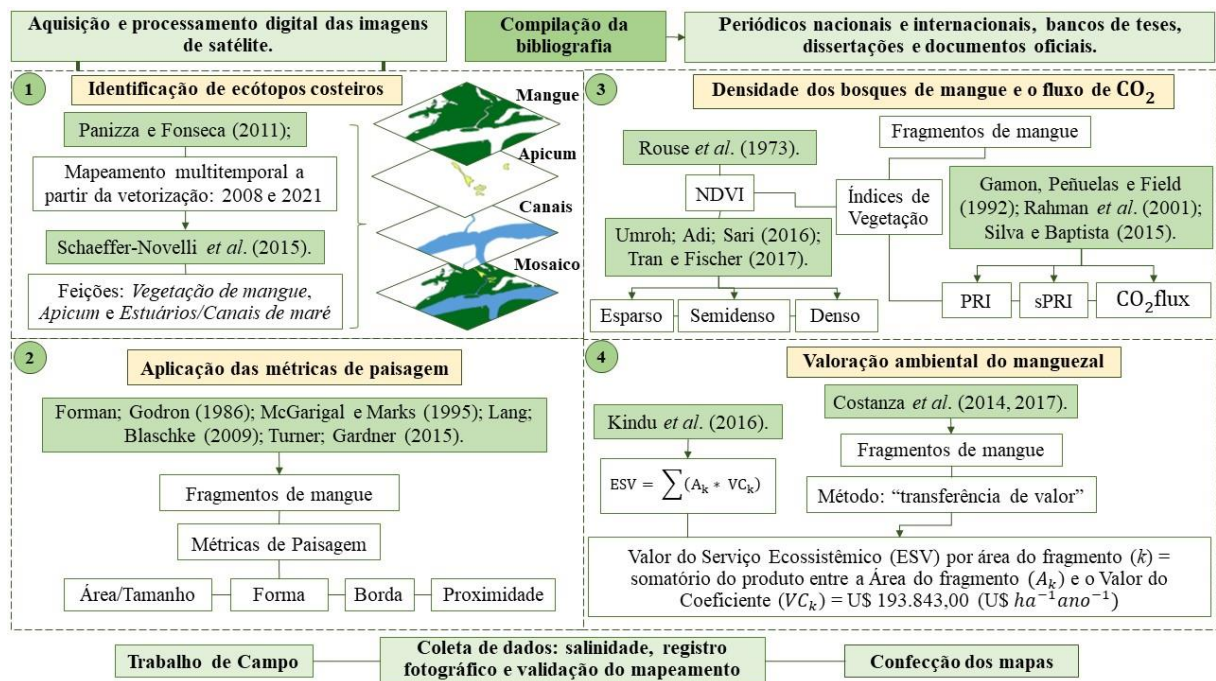 Aquisição e processamento digital das imagens
de satélite.
Compilação da
bibliografia
Periódicos nacionais e internacionais, bancos de teses,
dissertações e documentos oficiais.
1
Identificação de ecótopos costeiros
Panizza e Fonseca (2011);
Mapeamento multitemporal a
partir da vetorização: 2008 e 2021
Schaeffer-Novelli et al. (2015).
Feições: Vegetação de mangue,
Apicum e Estuários/Canais de maré
Mangue
Apicum
Canais
Mosaico
3
Densidade dos bosques de mangue e o fluxo de CO₂
Fragmentos de mangue
Rouse et al. (1973).
NDVI
Índices de
Vegetação
Gamon, Peñuelas e Field
(1992); Rahman et al. (2001);
Silva e Baptista (2015).
Umroh; Adi; Sari (2016);
Tran e Fischer (2017).
Esparso
Semidenso
Denso
PRI
sPRI
CO₂flux
2
Aplicação das métricas de paisagem
Forman; Godron (1986); McGarigal e Marks (1995); Lang;
Blaschke (2009); Turner; Gardner (2015).
Fragmentos de mangue
Métricas de Paisagem
Área/Tamanho
Forma
Borda
Proximidade
4
Valoração ambiental do manguezal
Kindu et al. (2016).
ESV = ∑(Aₖ * VCₖ)
Costanza et al. (2014, 2017).
Fragmentos de mangue
Método: “transferência de valor”
Valor do Serviço Ecossistêmico (ESV) por área do fragmento (k) =
somatório do produto entre a Área do fragmento (Aₖ) e o Valor do
Coeficiente (VCₖ) = U$ 193.843,00 (U$ ha⁻¹ano⁻¹)
Trabalho de Campo
Coleta de dados: salinidade, registro
fotográfico e validação do mapeamento
Confecção dos mapas